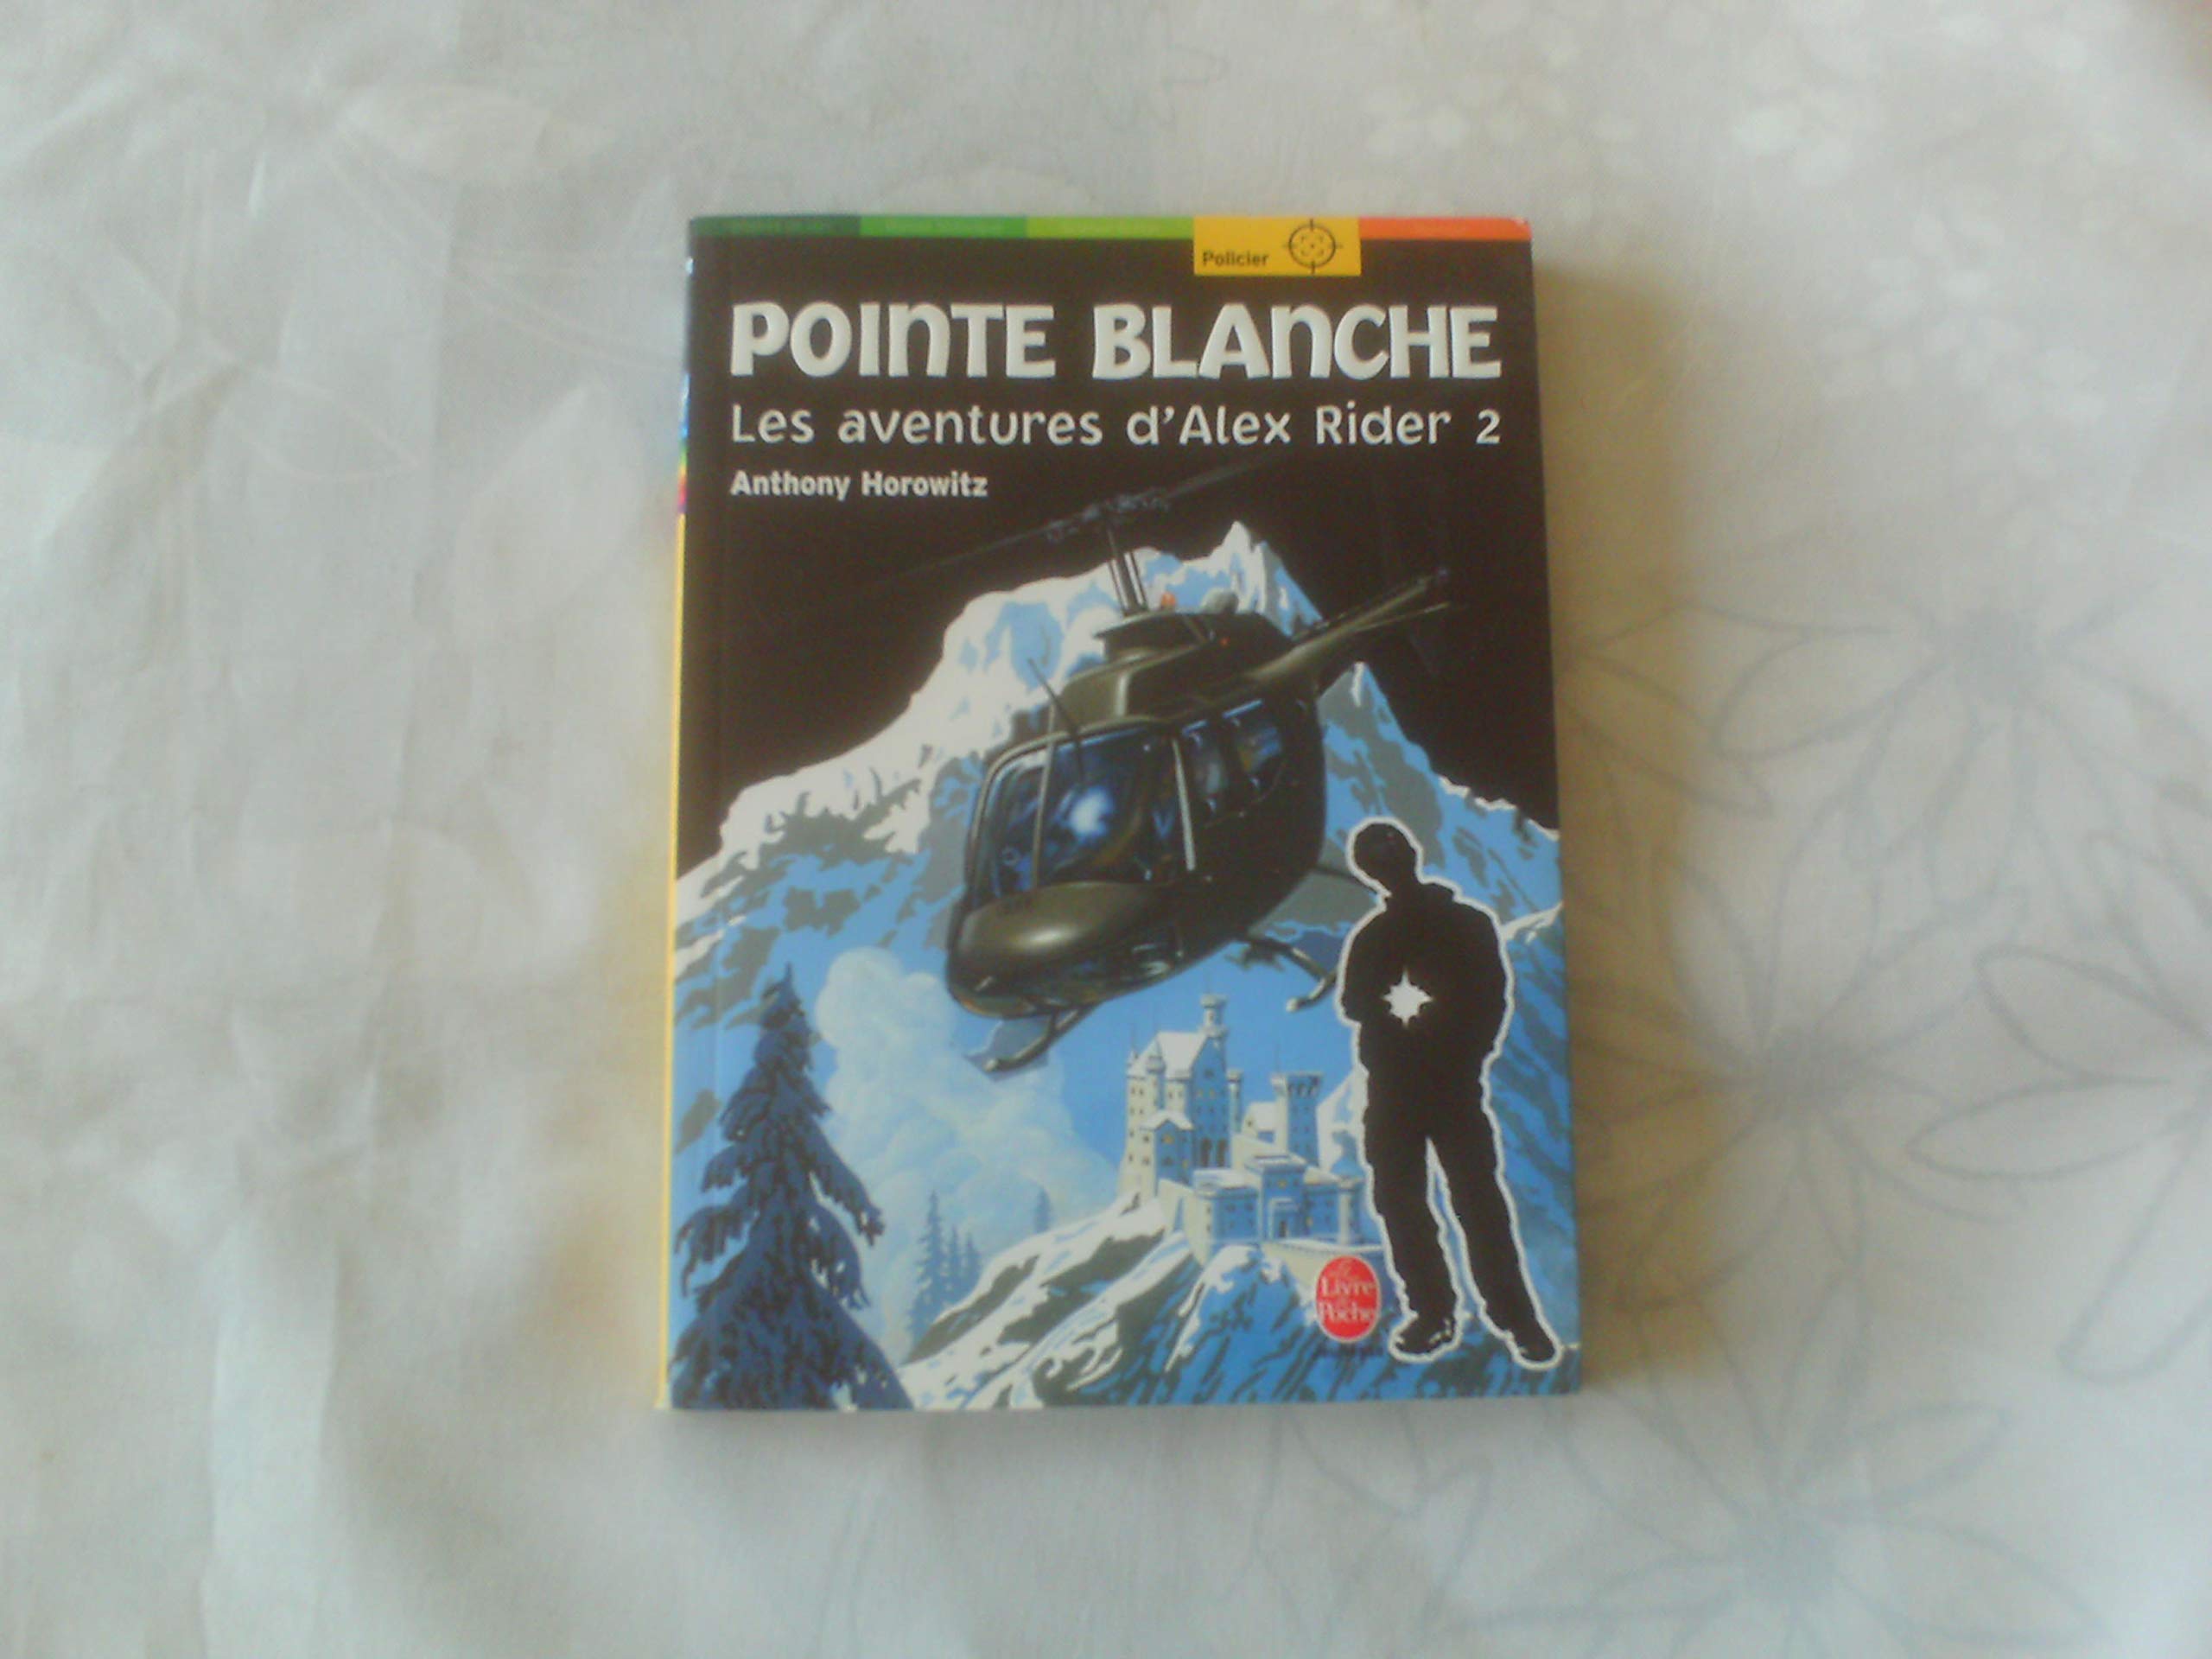 Policier
POINTE BLANCHE
Les aventures d'Alex Rider 2
Anthony Horowitz
Le
Livre
de
Poche